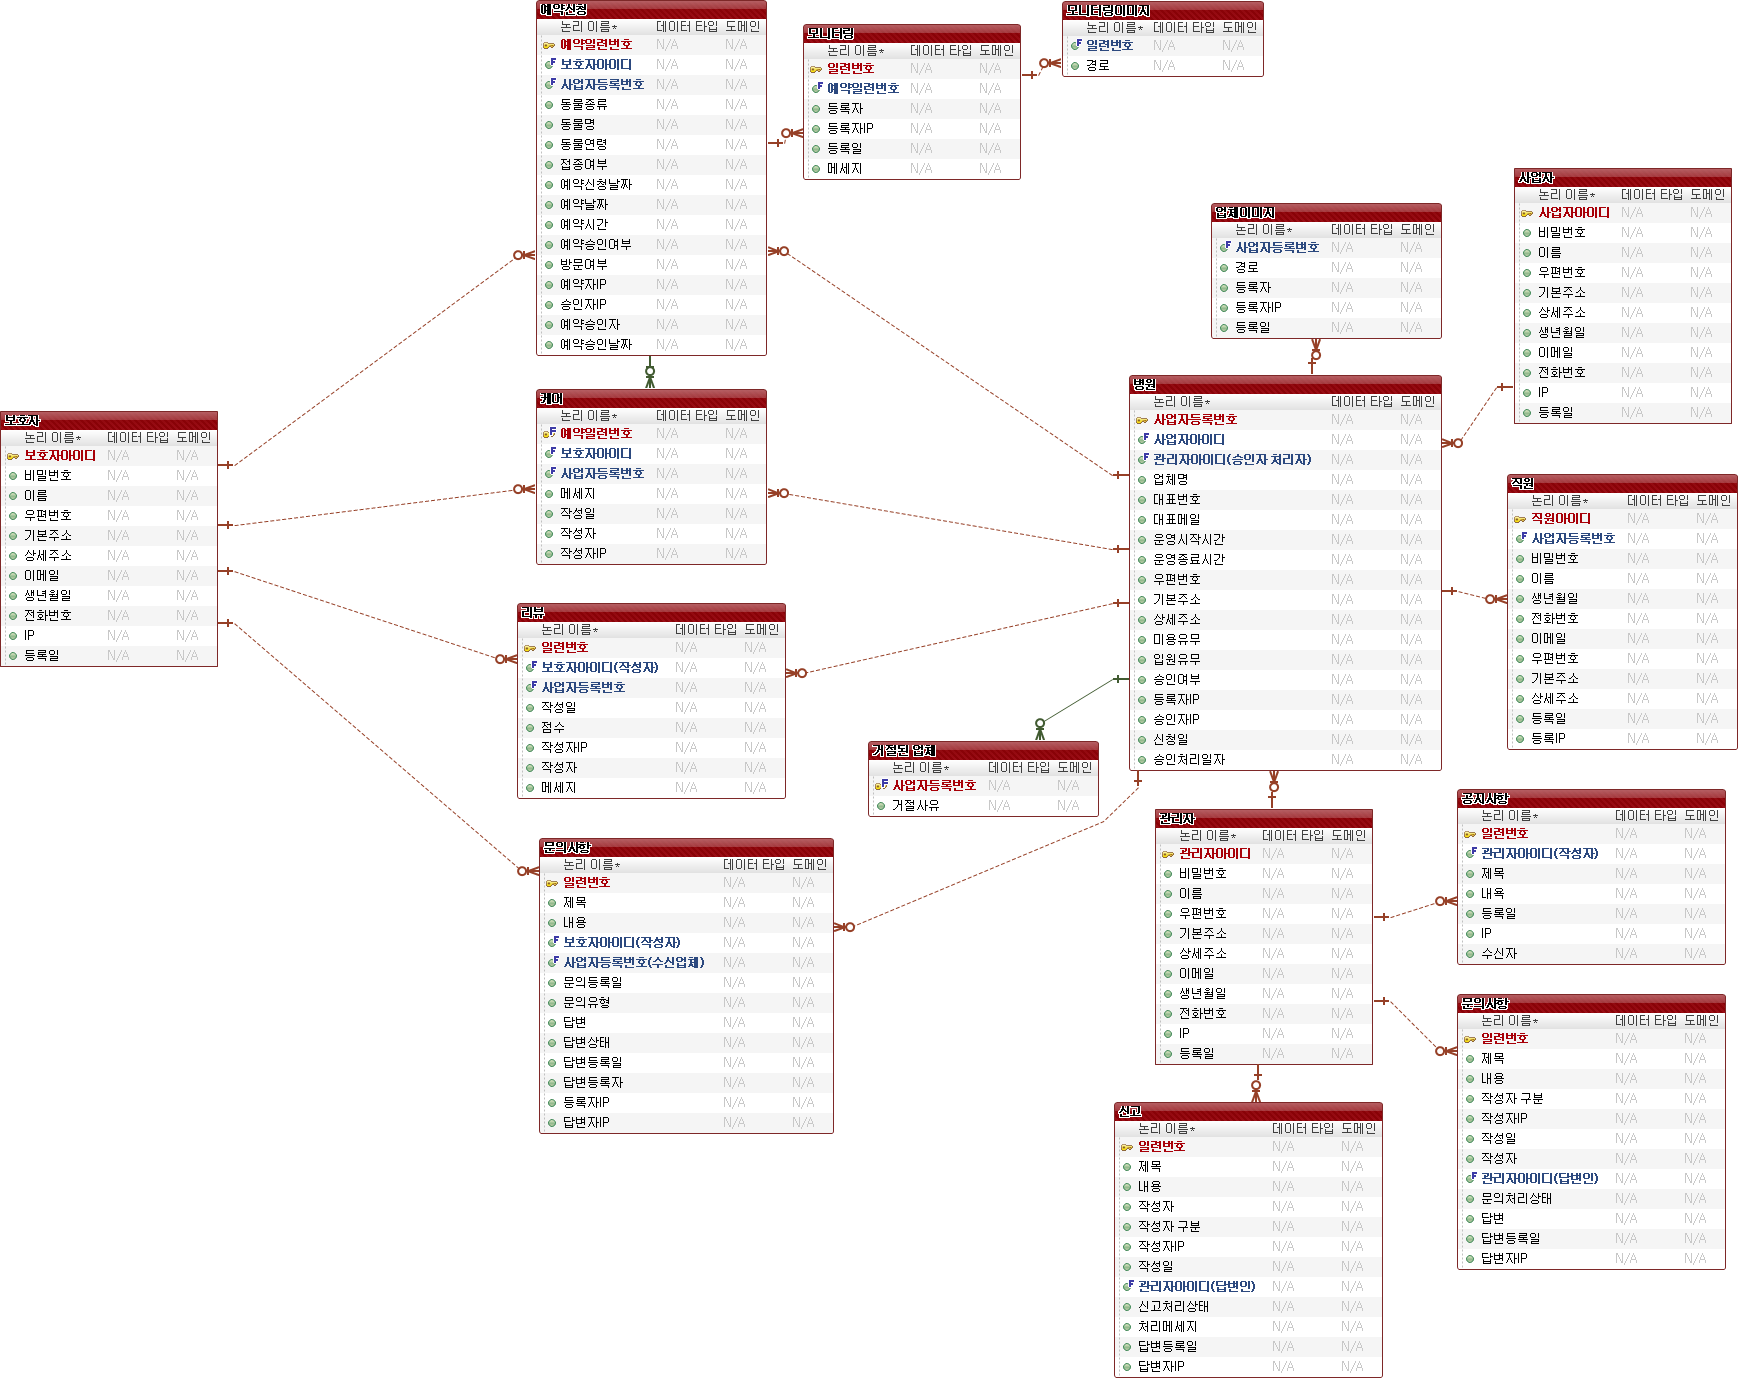 예약신청
논리 이름* 데이터 타입 도메인
예약일련번호 N/A N/A
보호자아이디 N/A N/A
사업자등록번호 N/A N/A
동물종류 N/A N/A
동물명 N/A N/A
동물연령 N/A N/A
접종여부 N/A N/A
예약신청날짜 N/A N/A
예약날짜 N/A N/A
예약시간 N/A N/A
예약승인여부 N/A N/A
방문여부 N/A N/A
예약자IP N/A N/A
승인자IP N/A N/A
예약승인자 N/A N/A
예약승인날짜 N/A N/A
모니터링
논리 이름* 데이터 타입 도메인
일련번호 N/A N/A
예약일련번호 N/A N/A
등록자 N/A N/A
등록자IP N/A N/A
등록일 N/A N/A
메세지 N/A N/A
모니터링이미지
논리 이름* 데이터 타입 도메인
일련번호 N/A N/A
경로 N/A N/A
사업자
논리 이름* 데이터 타입 도메인
사업자아이디 N/A N/A
비밀번호 N/A N/A
이름 N/A N/A
우편번호 N/A N/A
기본주소 N/A N/A
상세주소 N/A N/A
생년월일 N/A N/A
이메일 N/A N/A
전화번호 N/A N/A
IP N/A N/A
등록일 N/A N/A
업체이미지
논리 이름* 데이터 타입 도메인
사업자등록번호 N/A N/A
경로 N/A N/A
등록자 N/A N/A
등록자IP N/A N/A
등록일 N/A N/A
케어
논리 이름* 데이터 타입 도메인
예약일련번호 N/A N/A
보호자아이디 N/A N/A
사업자등록번호 N/A N/A
메세지 N/A N/A
작성일 N/A N/A
작성자 N/A N/A
작성자IP N/A N/A
보호자
논리 이름* 데이터 타입 도메인
보호자아이디 N/A N/A
비밀번호 N/A N/A
이름 N/A N/A
우편번호 N/A N/A
기본주소 N/A N/A
상세주소 N/A N/A
이메일 N/A N/A
생년월일 N/A N/A
전화번호 N/A N/A
IP N/A N/A
등록일 N/A N/A
병원
논리 이름* 데이터 타입 도메인
사업자등록번호 N/A N/A
사업자아이디 N/A N/A
관리자아이디(승인자 처리자) N/A N/A
업체명 N/A N/A
대표번호 N/A N/A
대표메일 N/A N/A
운영시작시간 N/A N/A
운영종료시간 N/A N/A
우편번호 N/A N/A
기본주소 N/A N/A
상세주소 N/A N/A
미용유무 N/A N/A
입원유무 N/A N/A
승인여부 N/A N/A
등록자IP N/A N/A
승인자IP N/A N/A
신청일 N/A N/A
승인처리일자 N/A N/A
직원
논리 이름* 데이터 타입 도메인
직원아이디 N/A N/A
사업자등록번호 N/A N/A
비밀번호 N/A N/A
이름 N/A N/A
생년월일 N/A N/A
전화번호 N/A N/A
이메일 N/A N/A
우편번호 N/A N/A
기본주소 N/A N/A
상세주소 N/A N/A
등록일 N/A N/A
등록IP N/A N/A
리뷰
논리 이름* 데이터 타입 도메인
일련번호 N/A N/A
보호자아이디(작성자) N/A N/A
사업자등록번호 N/A N/A
작성일 N/A N/A
점수 N/A N/A
작성자IP N/A N/A
작성자 N/A N/A
메세지 N/A N/A
거절된 업체
논리 이름* 데이터 타입 도메인
사업자등록번호 N/A N/A
거절사유 N/A N/A
문의사항
논리 이름* 데이터 타입 도메인
일련번호 N/A N/A
제목 N/A N/A
내용 N/A N/A
보호자아이디(작성자) N/A N/A
사업자등록번호(수신업체) N/A N/A
문의등록일 N/A N/A
문의유형 N/A N/A
답변 N/A N/A
답변상태 N/A N/A
답변등록일 N/A N/A
답변등록자 N/A N/A
등록자IP N/A N/A
답변자IP N/A N/A
관리자
논리 이름* 데이터 타입 도메인
관리자아이디 N/A N/A
비밀번호 N/A N/A
이름 N/A N/A
우편번호 N/A N/A
기본주소 N/A N/A
상세주소 N/A N/A
이메일 N/A N/A
생년월일 N/A N/A
전화번호 N/A N/A
IP N/A N/A
등록일 N/A N/A
공지사항
논리 이름* 데이터 타입 도메인
일련번호 N/A N/A
관리자아이디(작성자) N/A N/A
제목 N/A N/A
내욕 N/A N/A
등록일 N/A N/A
IP N/A N/A
수신자 N/A N/A
문의사항
논리 이름* 데이터 타입 도메인
일련번호 N/A N/A
제목 N/A N/A
내용 N/A N/A
작성자 구분 N/A N/A
작성자IP N/A N/A
작성일 N/A N/A
작성자 N/A N/A
관리자아이디(답변인) N/A N/A
문의처리상태 N/A N/A
답변 N/A N/A
답변등록일 N/A N/A
답변자IP N/A N/A
신고
논리 이름* 데이터 타입 도메인
일련번호 N/A N/A
제목 N/A N/A
내용 N/A N/A
작성자 N/A N/A
작성자 구분 N/A N/A
작성자IP N/A N/A
작성일 N/A N/A
관리자아이디(답변인) N/A N/A
신고처리상태 N/A N/A
처리메세지 N/A N/A
답변등록일 N/A N/A
답변자IP N/A N/A